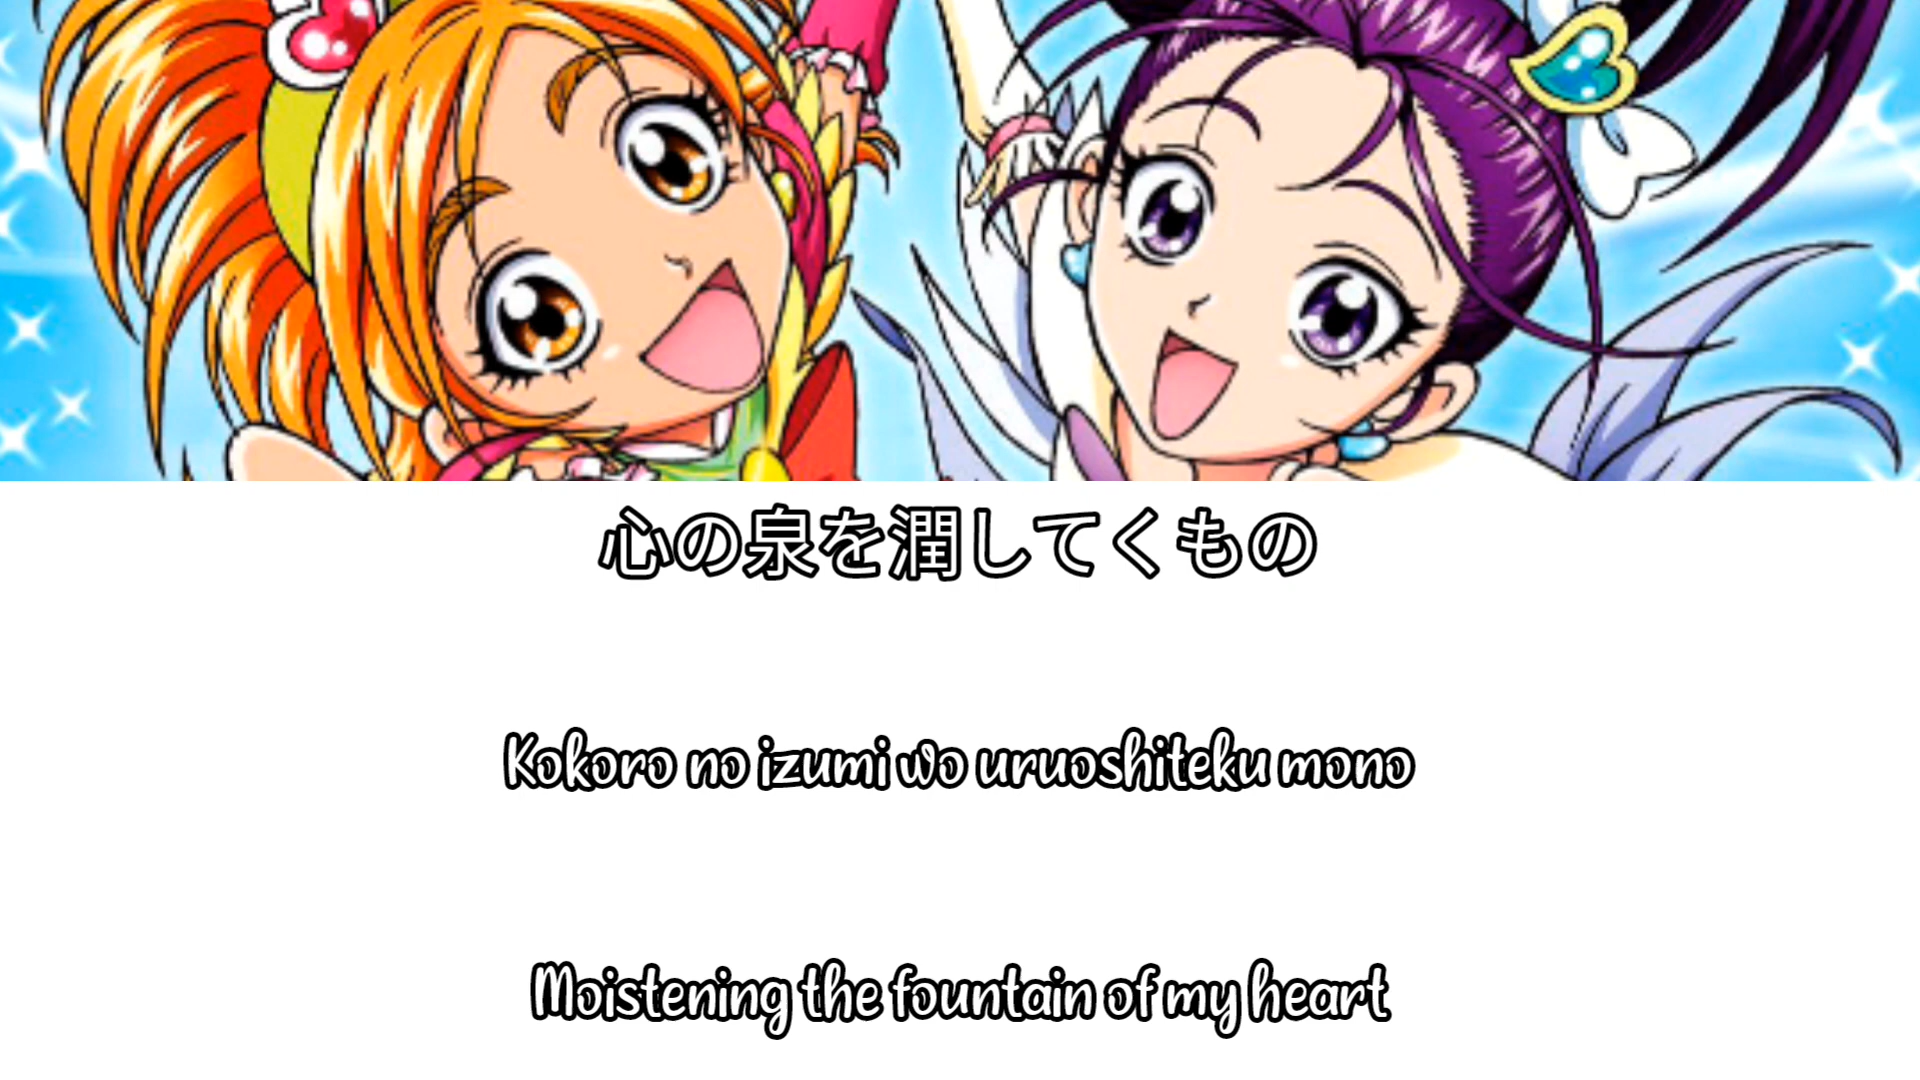 心の泉を潤してくもの
Kokoro no izumi wo uruoshiteku mono
Moistening the fountain of my heart